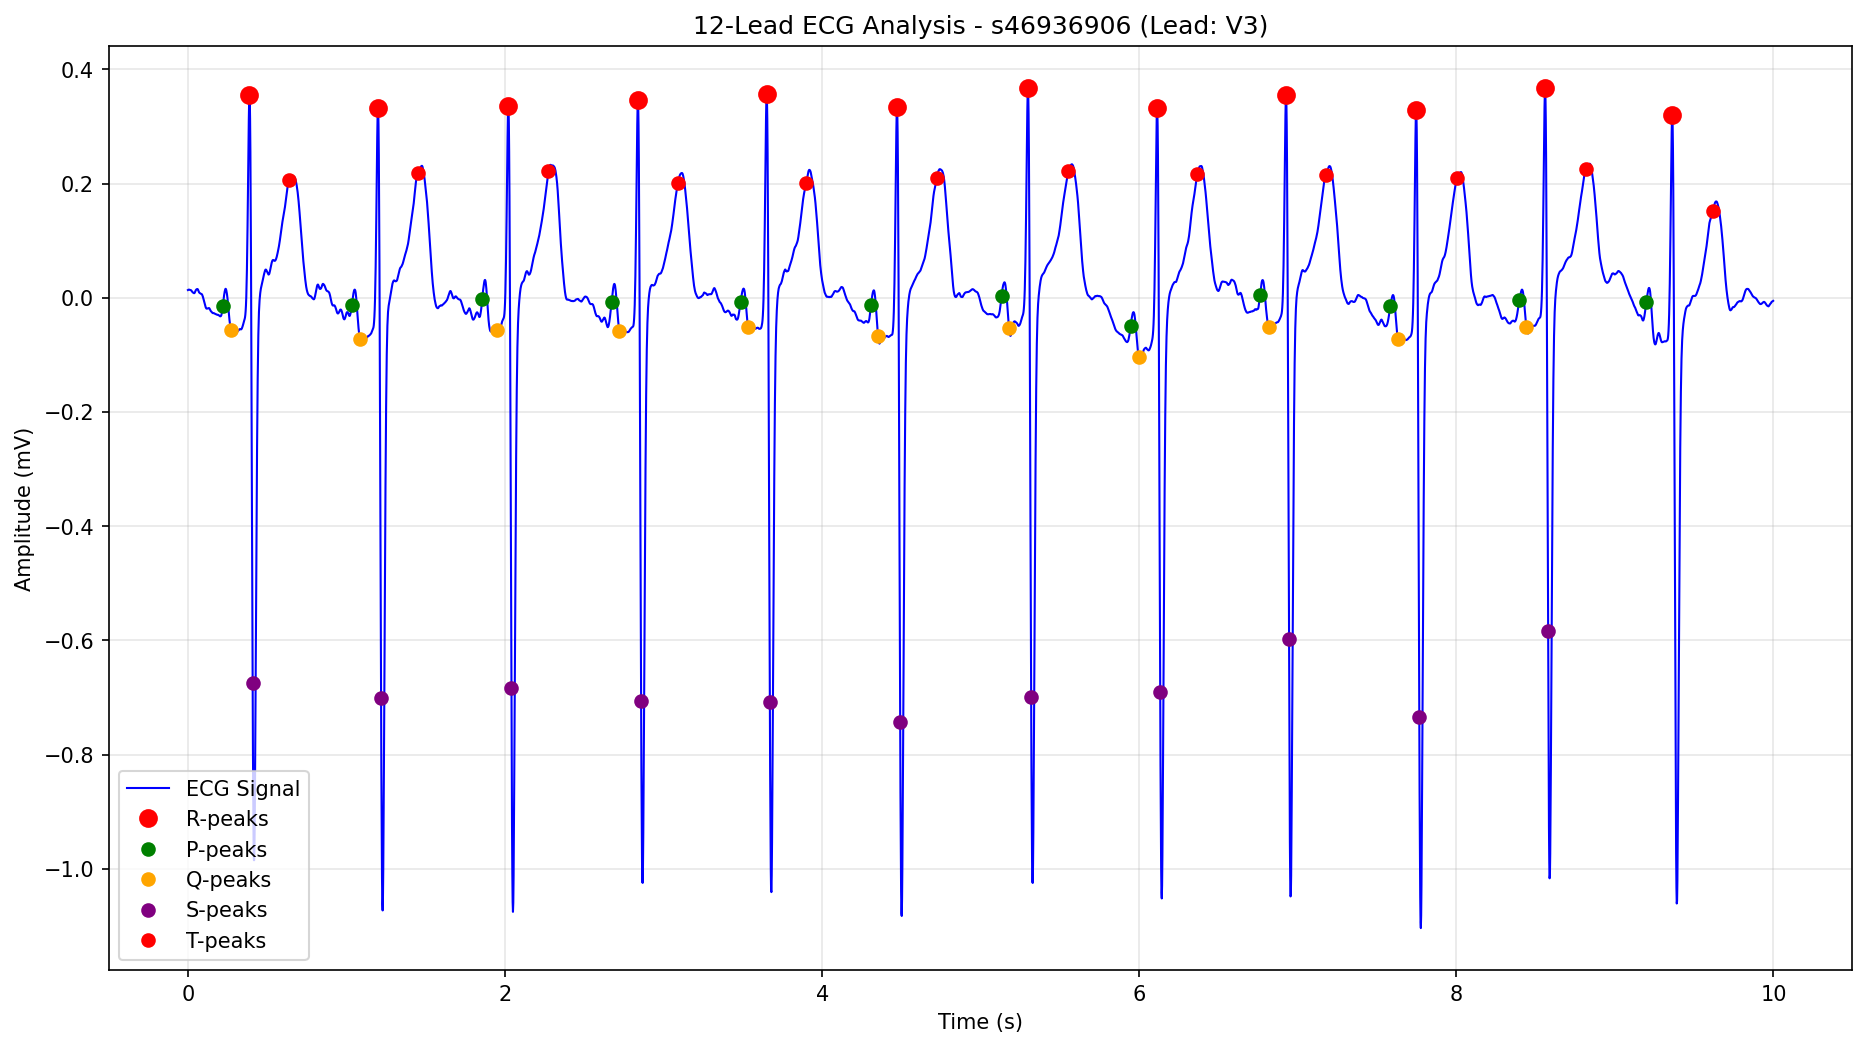 12-Lead ECG Analysis - s46936906 (Lead: V3)
Amplitude (mV)
0.4
0.2
0.0
−0.2
−0.4
−0.6
−0.8
−1.0
ECG Signal
R-peaks
P-peaks
Q-peaks
S-peaks
T-peaks
0 2 4 6 8 10
Time (s)